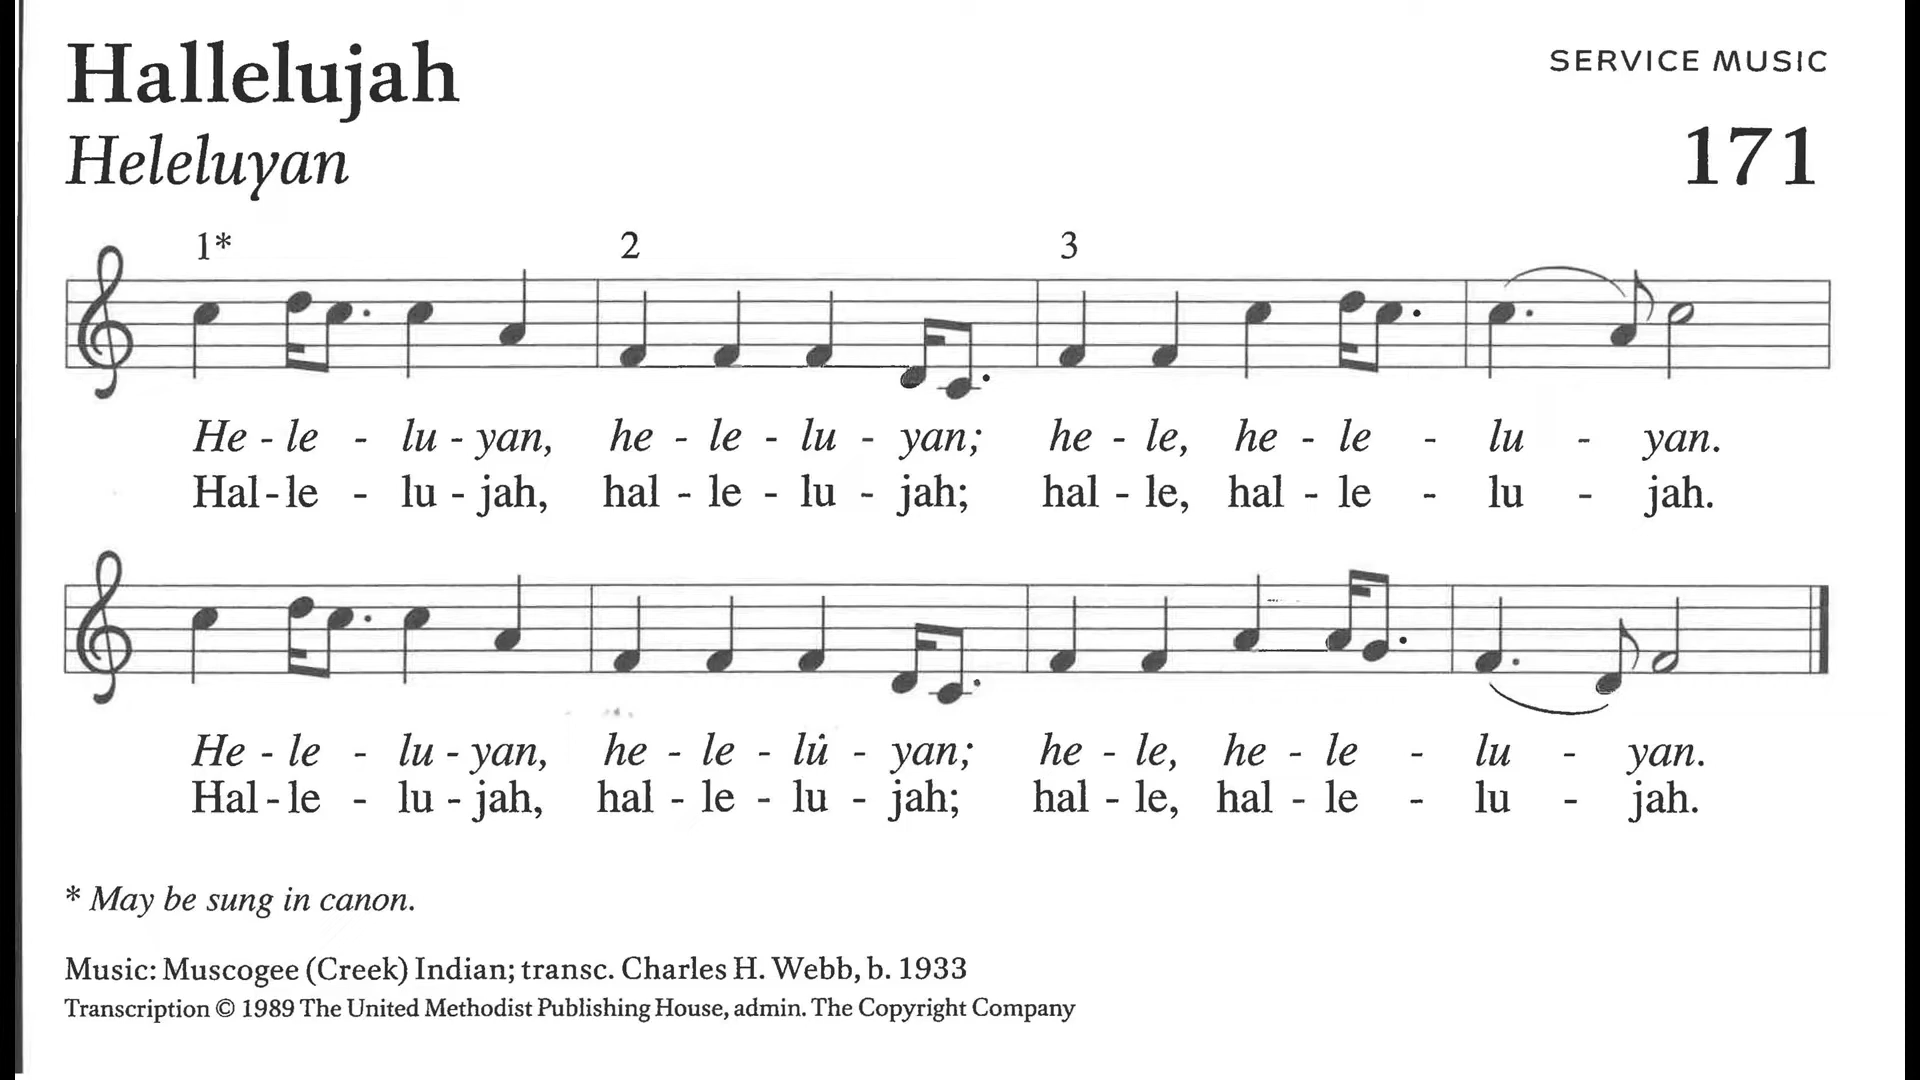 Hallelujah
SERVICE MUSIC
Heleluyan
171
1* 2 3
He - le - lu - yan, he - le - lu - yan; he - le, he - le - lu - yan.
Hal - le - lu - jah, hal - le - lu - jah; hal - le, hal - le - lu - jah.
He - le - lu - yan, he - le - lu - yan; he - le, he - le - lu - yan.
Hal - le - lu - jah, hal - le - lu - jah; hal - le, hal - le - lu - jah.
* May be sung in canon.
Music: Muscogee (Creek) Indian; transc. Charles H. Webb, b. 1933
Transcription © 1989 The United Methodist Publishing House, admin. The Copyright Company